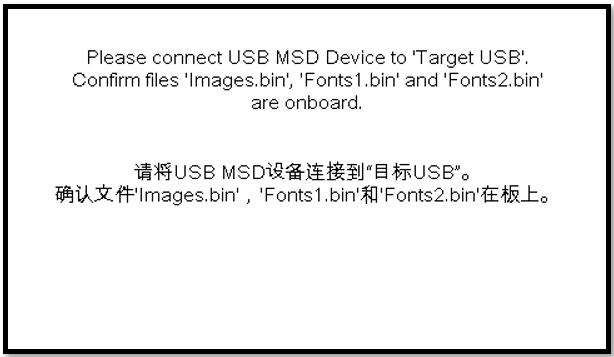 Please connect USB MSD Device to 'Target USB'.
Confirm files 'Images.bin', 'Fonts1.bin' and 'Fonts2.bin'
are onboard.
请将USB MSD设备连接到“目标USB”。
确认文件'Images.bin'，'Fonts1.bin'和'Fonts2.bin'在板上。